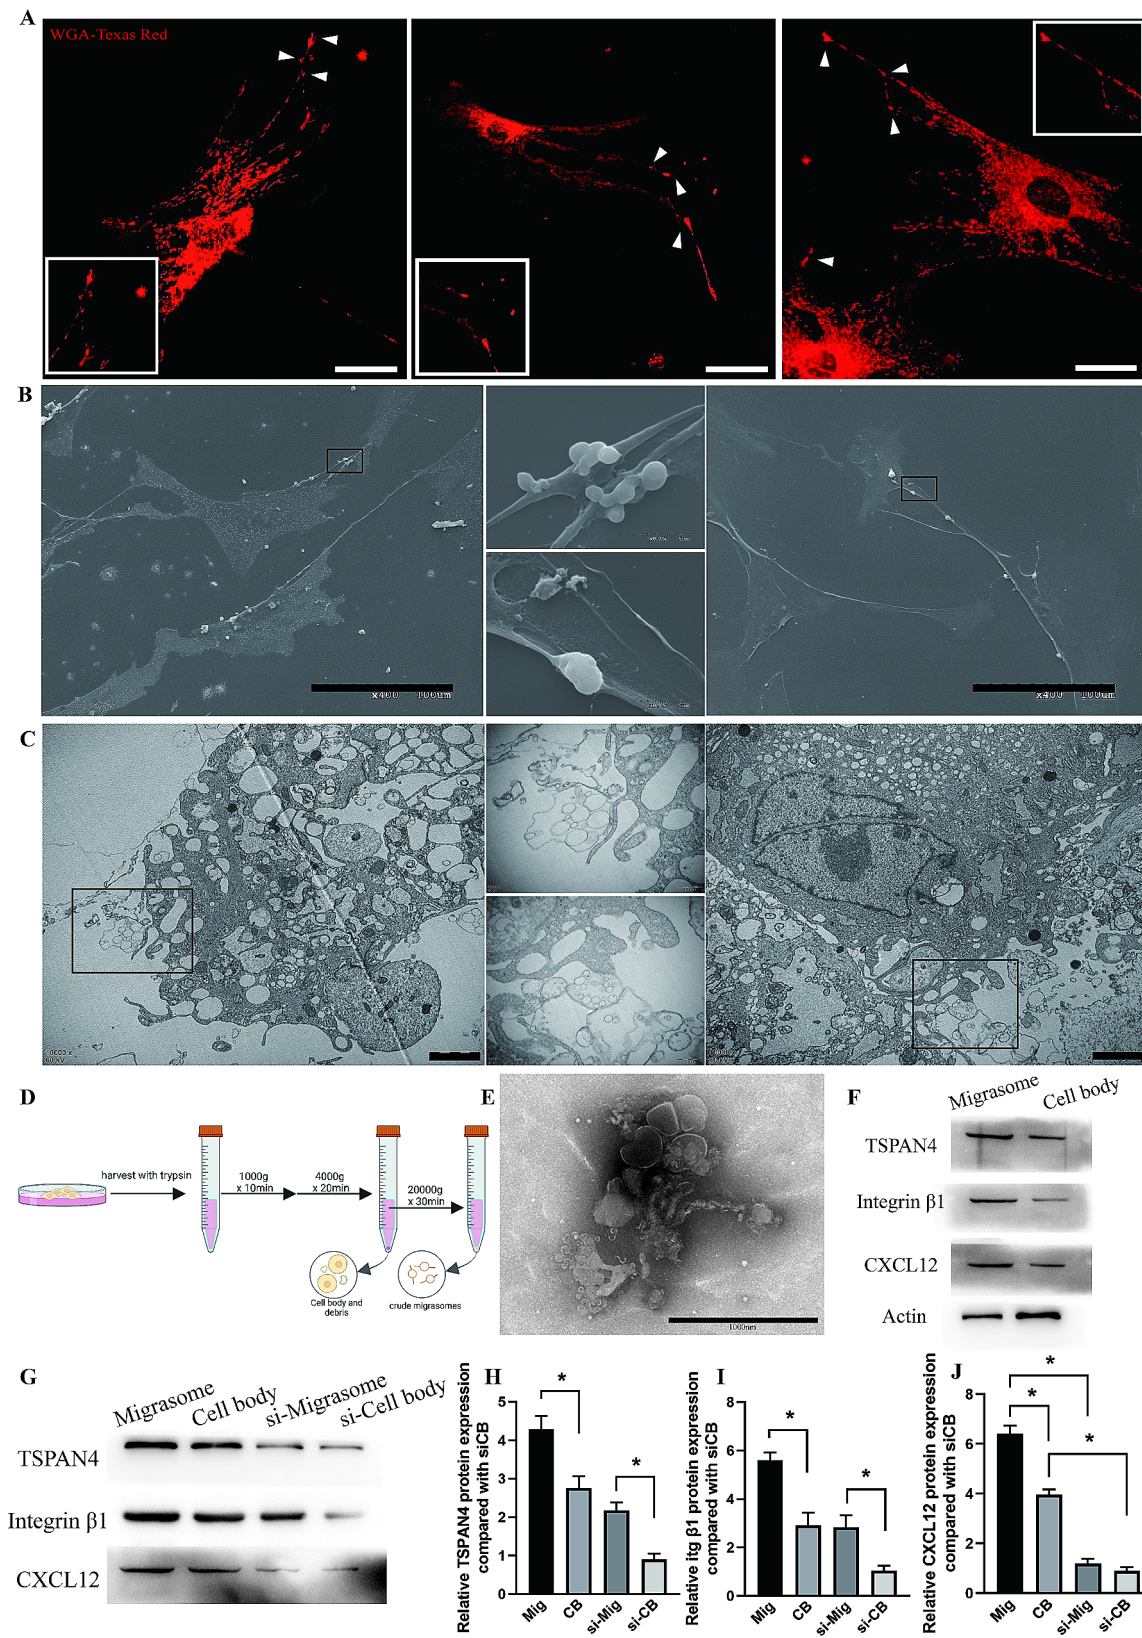 A
WGA-Texas Red
B
x400 100um
x400 100um
C
D
harvest with trypsin
1000g
x 10min
4000g
x 20min
20000g
x 30min
Cell body and
debris
crude migrasomes
E
1000nm
F
Migrasome
Cell body
TSPAN4
Integrin β1
CXCL12
Actin
G
Migrasome
Cell body
si-Migrasome
si-Cell body
TSPAN4
Integrin β1
CXCL12
H
Relative TSPAN4 protein expression
compared with siCB
5
4
3
2
1
0
*
*
Mig
CB
si-Mig
si-CB
I
Relative itg β1 protein expression
compared with siCB
8
6
4
2
0
*
*
Mig
CB
si-Mig
si-CB
J
Relative CXCL12 protein expression
compared with siCB
8
6
4
2
0
*
*
*
Mig
CB
si-Mig
si-CB